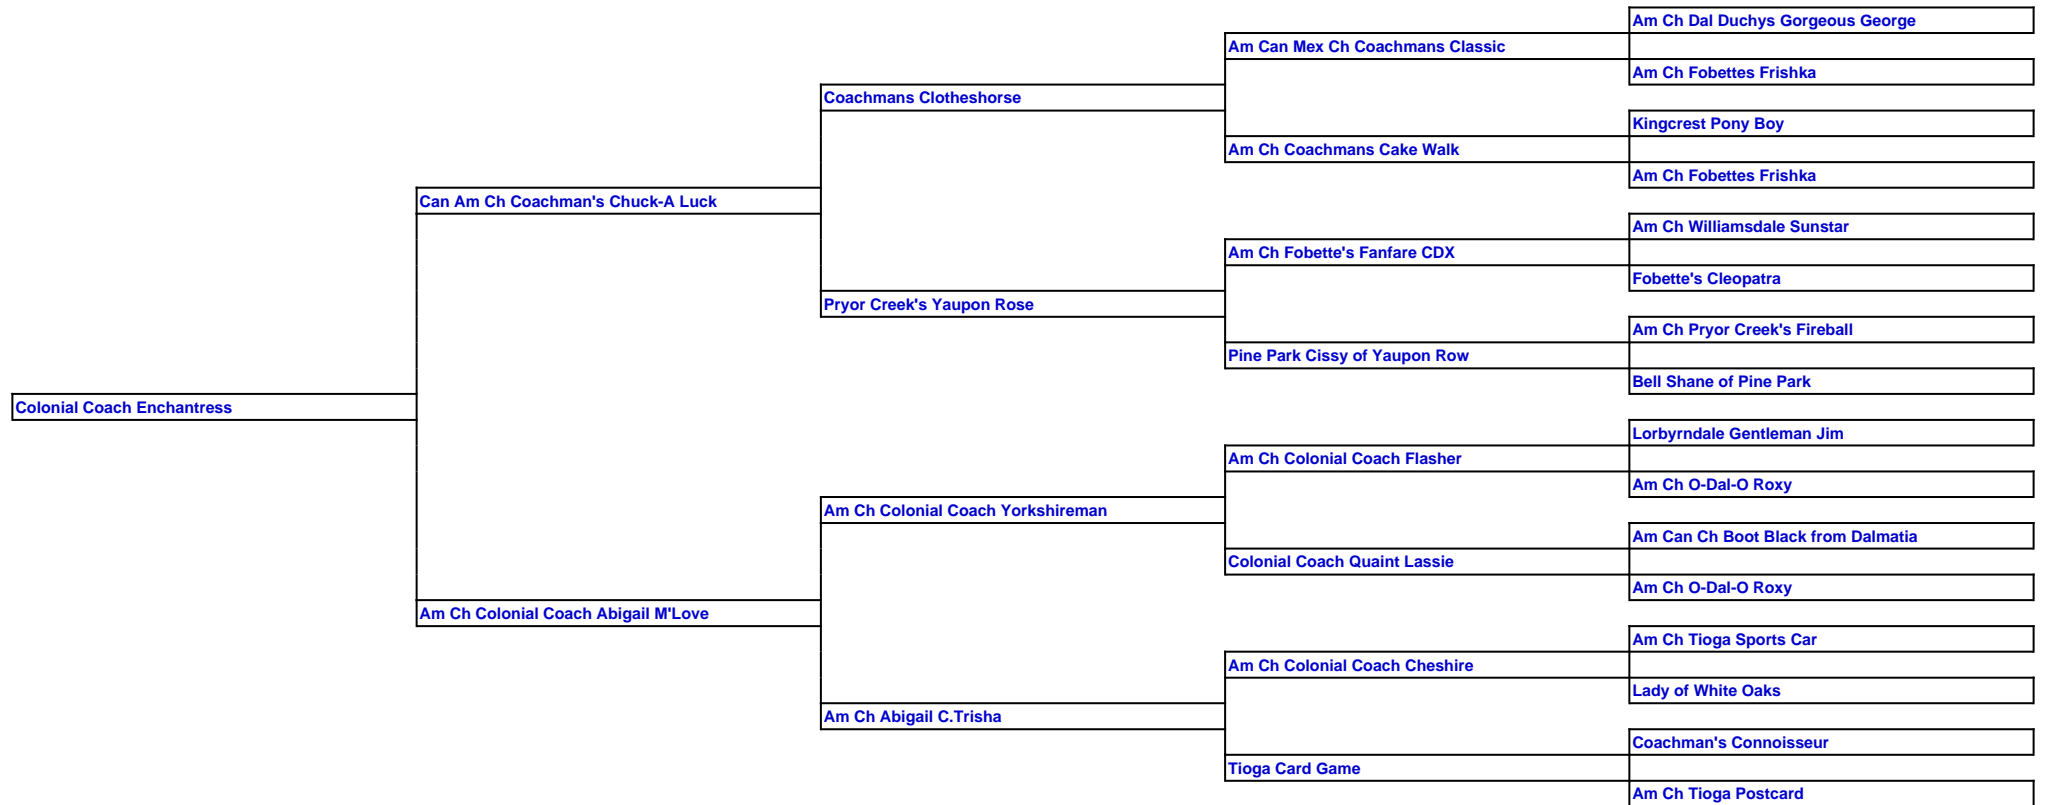 Am Ch Dal Duchys Gorgeous George
Am Can Mex Ch Coachmans Classic
Am Ch Fobettes Frishka
Coachmans Clotheshorse
Kingcrest Pony Boy
Am Ch Coachmans Cake Walk
Am Ch Fobettes Frishka
Can Am Ch Coachman's Chuck-A Luck
Am Ch Williamsdale Sunstar
Am Ch Fobette's Fanfare CDX
Fobette's Cleopatra
Pryor Creek's Yaupon Rose
Am Ch Pryor Creek's Fireball
Pine Park Cissy of Yaupon Row
Bell Shane of Pine Park
Colonial Coach Enchantress
Lorbyrndale Gentleman Jim
Am Ch Colonial Coach Flasher
Am Ch O-Dal-O Roxy
Am Ch Colonial Coach Yorkshireman
Am Can Ch Boot Black from Dalmatia
Colonial Coach Quaint Lassie
Am Ch O-Dal-O Roxy
Am Ch Colonial Coach Abigail M'Love
Am Ch Tioga Sports Car
Am Ch Colonial Coach Cheshire
Lady of White Oaks
Am Ch Abigail C.Trisha
Coachman's Connoisseur
Tioga Card Game
Am Ch Tioga Postcard